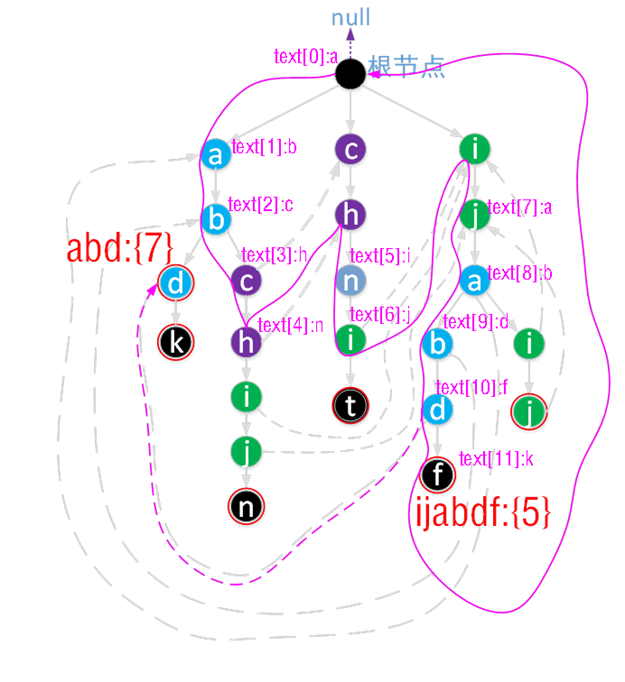 null
text[0]:a
根节点
a
text[1]:b
c
i
b
text[2]:c
h
j
text[7]:a
abd:{7}
d
c
text[3]:h
n
text[5]:i
a
text[8]:b
k
h
text[4]:n
i
text[6]:j
b
text[9]:d
i
i
t
d
text[10]:f
j
j
n
f
text[11]:k
ijabdf:{5}